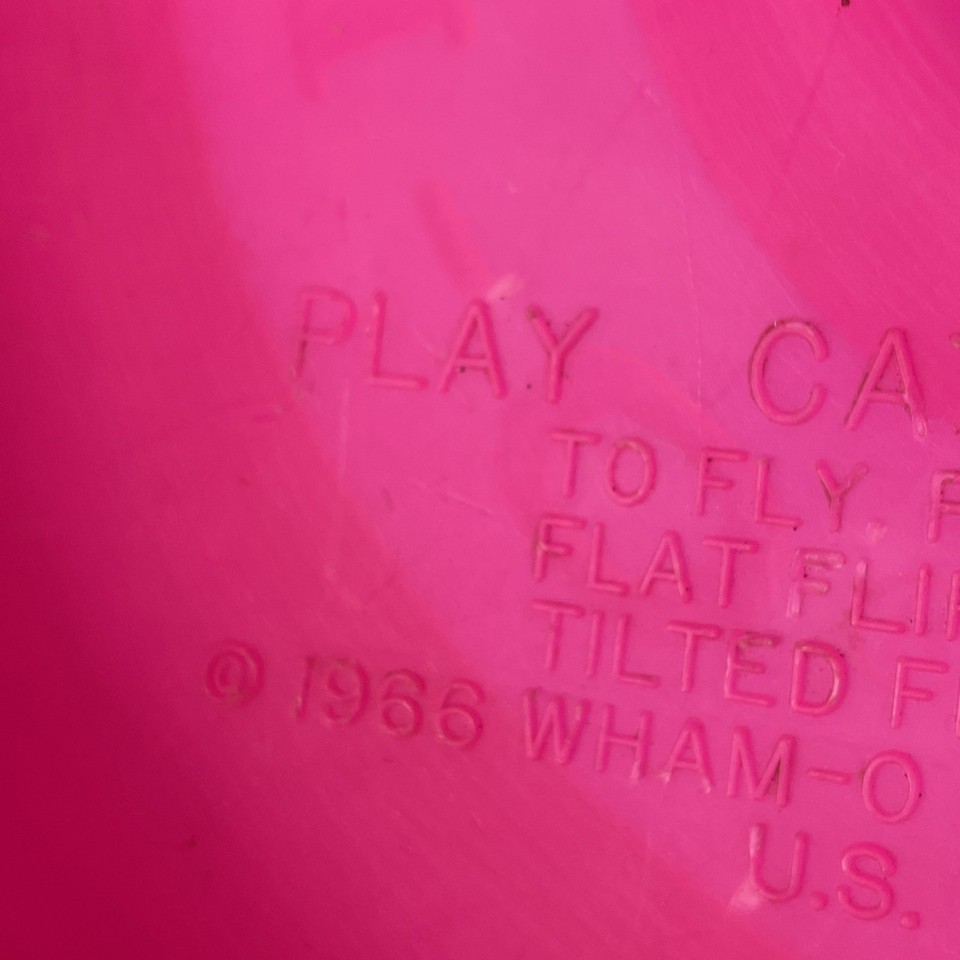 PLAY CA
TO FLY.
FLAT FLI
TILTED F
© 1966 WHAM-O
U.S.